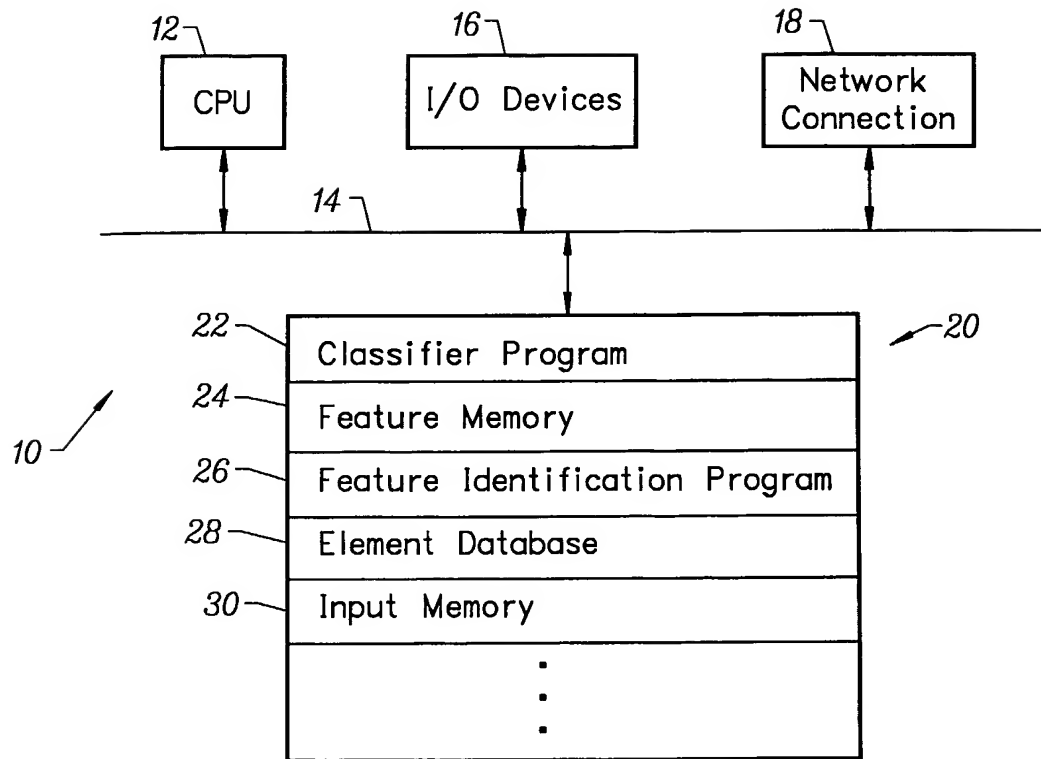 12
16
18
CPU
I/O Devices
Network
Connection
14
22
20
Classifier Program
24
Feature Memory
10
26
Feature Identification Program
28
Element Database
30
Input Memory